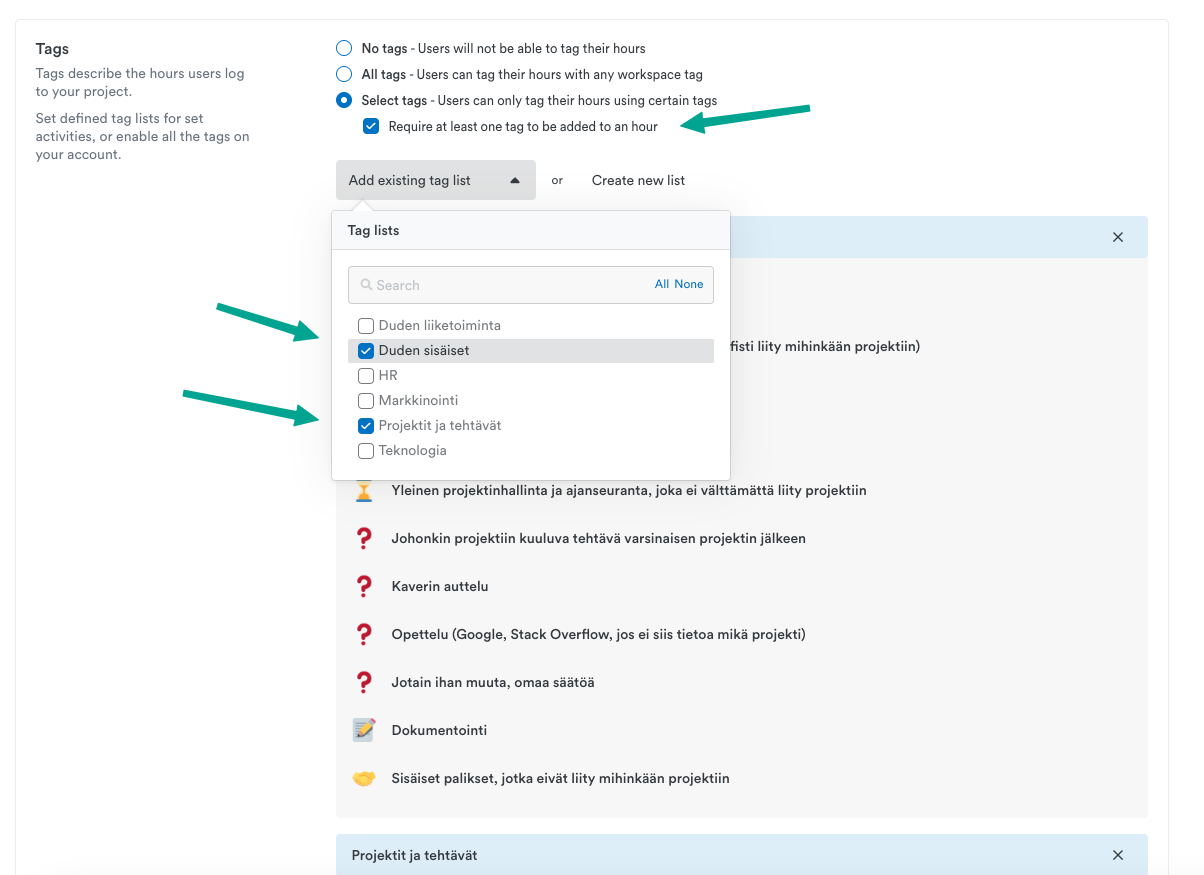 Tags
Tags describe the hours users log
to your project.
Set defined tag lists for set
activities, or enable all the tags on
your account.
No tags - Users will not be able to tag their hours
All tags - Users can tag their hours with any workspace tag
Select tags - Users can only tag their hours using certain tags
Require at least one tag to be added to an hour
Add existing tag list
or
Create new list
Tag lists
Search
All None
Duden liiketoiminta
Duden sisäiset
HR
Markkinointi
Projektit ja tehtävät
Teknologia
liity mihinkään projektiin)
Yleinen projektinhallinta ja ajanseuranta, joka ei välttämättä liity projektiin
Johonkin projektiin kuuluva tehtävä varsinaisen projektin jälkeen
Kaverin auttelu
Opettelu (Google, Stack Overflow, jos ei siis tietoa mikä projekti)
Jotain ihan muuta, omaa säätöä
Dokumentointi
Sisäiset palikset, jotka eivät liity mihinkään projektiin
Projektit ja tehtävät